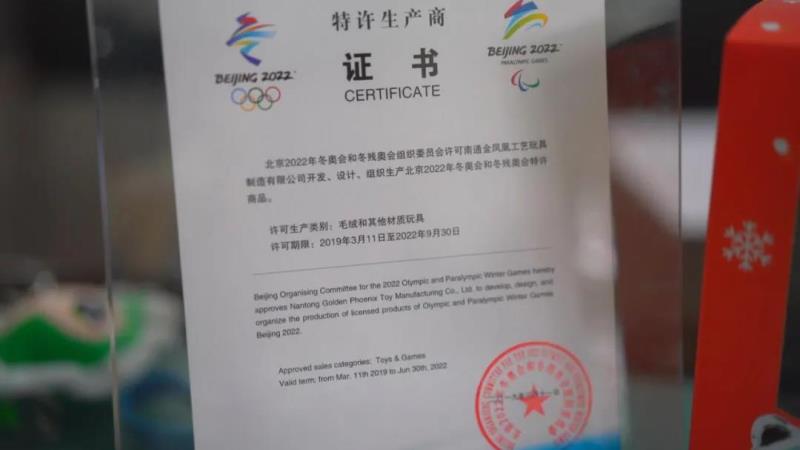 特许生产商
BEIJING 2022
BEIJING 2022
PARALYMPIC GAMES
证 书
CERTIFICATE
北京2022年冬奥会和冬残奥会组织委员会许可南通金凤凰工艺玩具
制造有限公司开发、设计、组织生产北京2022年冬奥会和冬残奥会特许
商品。
许可生产类别：毛绒和其他材质玩具
许可期限：2019年3月11日至2022年9月30日
Beijing Organising Committee for the 2022 Olympic and Paralympic Winter Games hereby
approves Nantong Golden Phoenix Toy Manufacturing Co., Ltd. to develop, design, and
organize the production of licensed products of Olympic and Paralympic Winter Games
Beijing 2022.
Approved sales categories: Toys & Games
Valid term: from Mar. 11th 2019 to Jun 30th, 2022